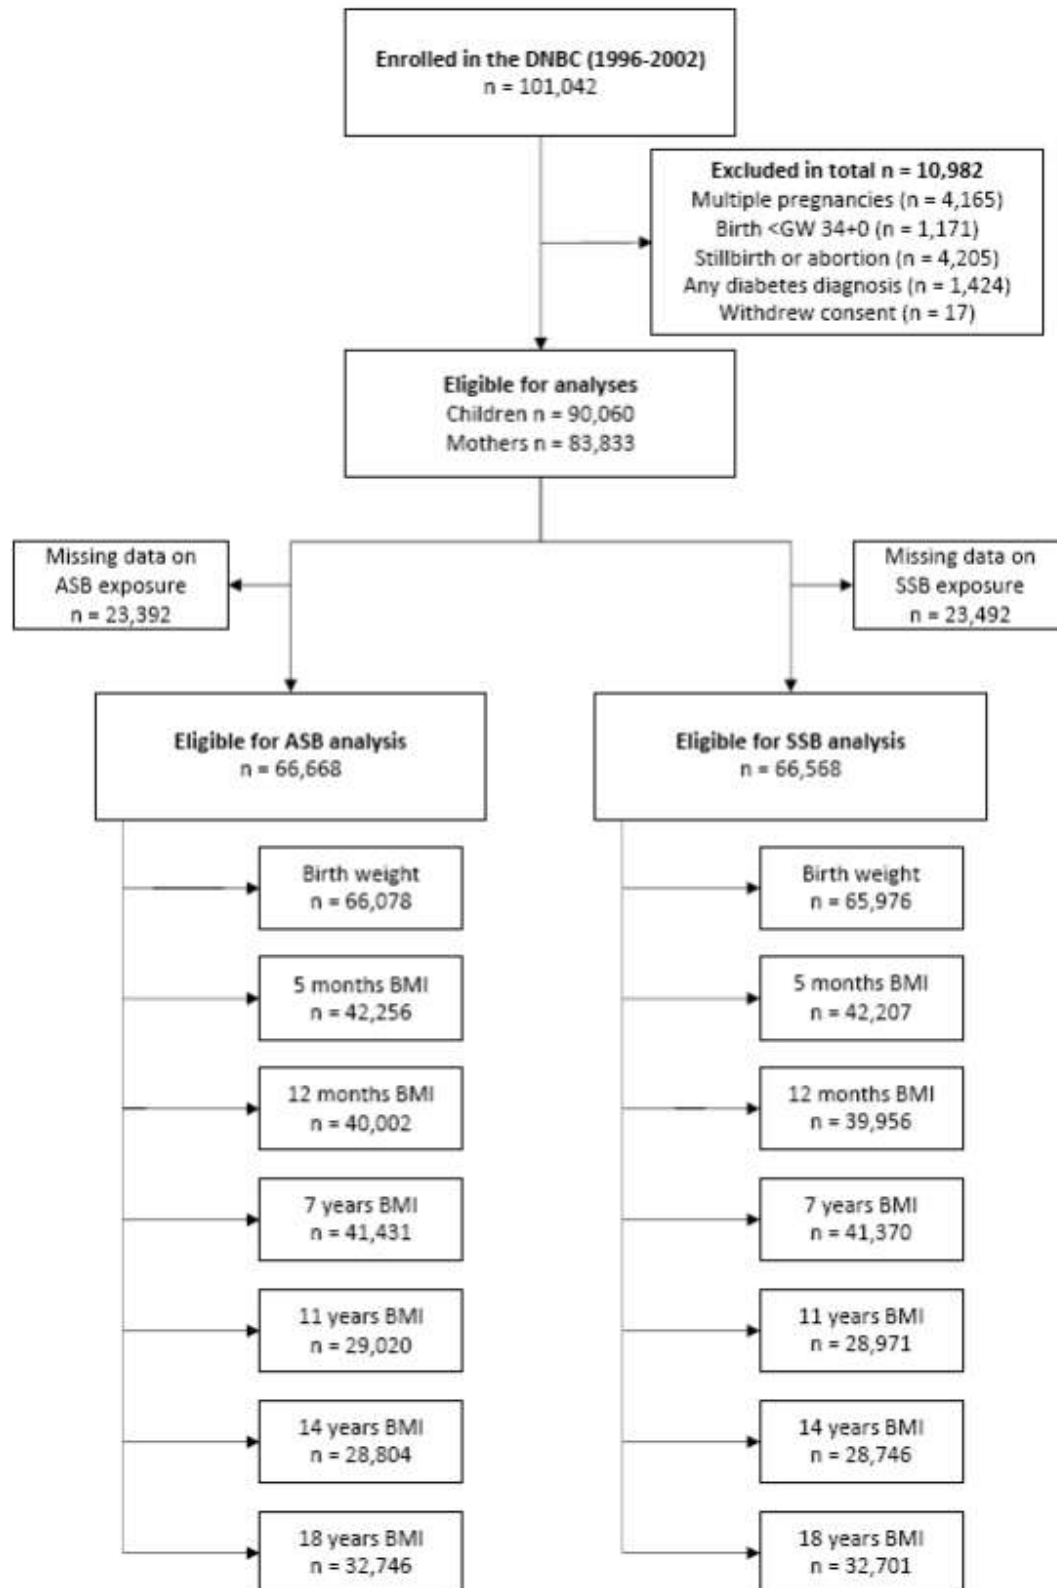 Enrolled in the DNBC (1996-2002)
n = 101,042
Excluded in total n = 10,982
Multiple pregnancies (n = 4,165)
Birth <GW 34+0 (n = 1,171)
Stillbirth or abortion (n = 4,205)
Any diabetes diagnosis (n = 1,424)
Withdrew consent (n = 17)
Eligible for analyses
Children n = 90,060
Mothers n = 83,833
Missing data on
ASB exposure
n = 23,392
Missing data on
SSB exposure
n = 23,492
Eligible for ASB analysis
n = 66,668
Eligible for SSB analysis
n = 66,568
Birth weight
n = 66,078
Birth weight
n = 65,976
5 months BMI
n = 42,256
5 months BMI
n = 42,207
12 months BMI
n = 40,002
12 months BMI
n = 39,956
7 years BMI
n = 41,431
7 years BMI
n = 41,370
11 years BMI
n = 29,020
11 years BMI
n = 28,971
14 years BMI
n = 28,804
14 years BMI
n = 28,746
18 years BMI
n = 32,746
18 years BMI
n = 32,701